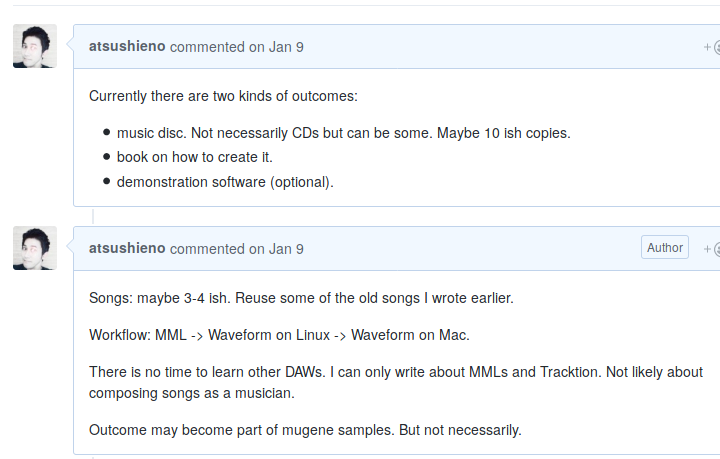 atsushieno commented on Jan 9
Currently there are two kinds of outcomes:
music disc. Not necessarily CDs but can be some. Maybe 10 ish copies.
book on how to create it.
demonstration software (optional).
atsushieno commented on Jan 9 Author
Songs: maybe 3-4 ish. Reuse some of the old songs I wrote earlier.
Workflow: MML -> Waveform on Linux -> Waveform on Mac.
There is no time to learn other DAWs. I can only write about MMLs and Tracktion. Not likely about
composing songs as a musician.
Outcome may become part of mugene samples. But not necessarily.